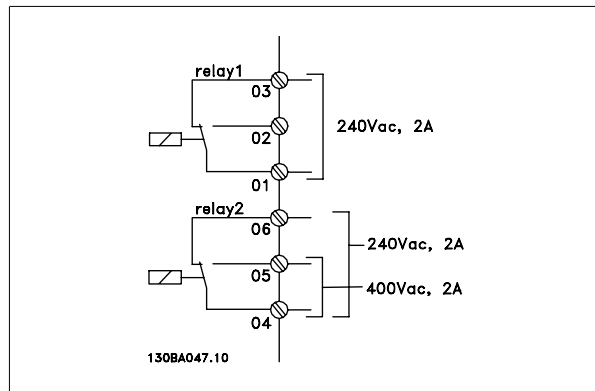 relay1
03
02
240Vac, 2A
01
relay2
06
240Vac, 2A
05
400Vac, 2A
04
130BA047.10